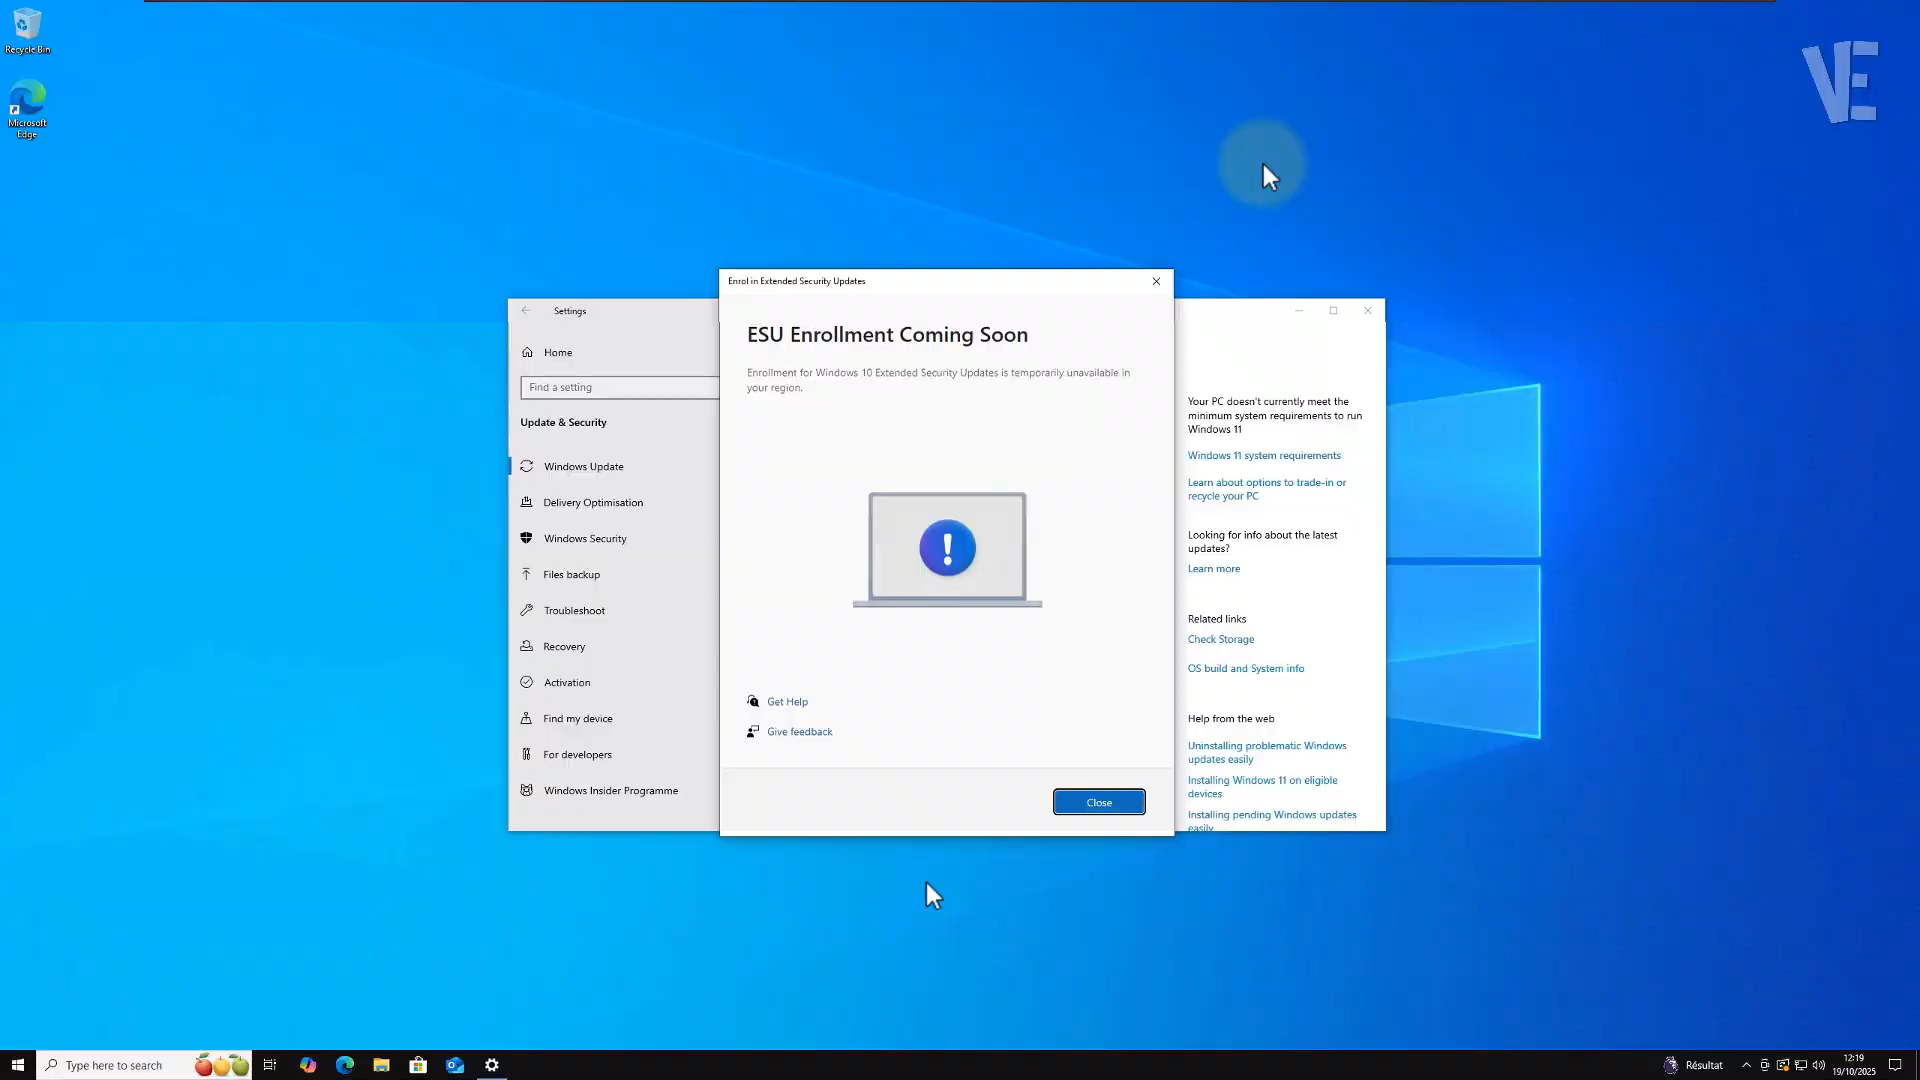 Recycle Bin
Microsoft
Edge
VE
Enrol in Extended Security Updates
ESU Enrollment Coming Soon
Enrollment for Windows 10 Extended Security Updates is temporarily unavailable in
your region.
Get Help
Give feedback
Close
Settings
Home
Find a setting
Update & Security
Windows Update
Delivery Optimisation
Windows Security
Files backup
Troubleshoot
Recovery
Activation
Find my device
For developers
Windows Insider Programme
Your PC doesn't currently meet the
minimum system requirements to run
Windows 11
Windows 11 system requirements
Learn about options to trade-in or
recycle your PC
Looking for info about the latest
updates?
Learn more
Related links
Check Storage
OS build and System info
Help from the web
Uninstalling problematic Windows
updates easily
Installing Windows 11 on eligible
devices
Installing pending Windows updates
easily
Type here to search
Résultat
12:19
19/10/2025